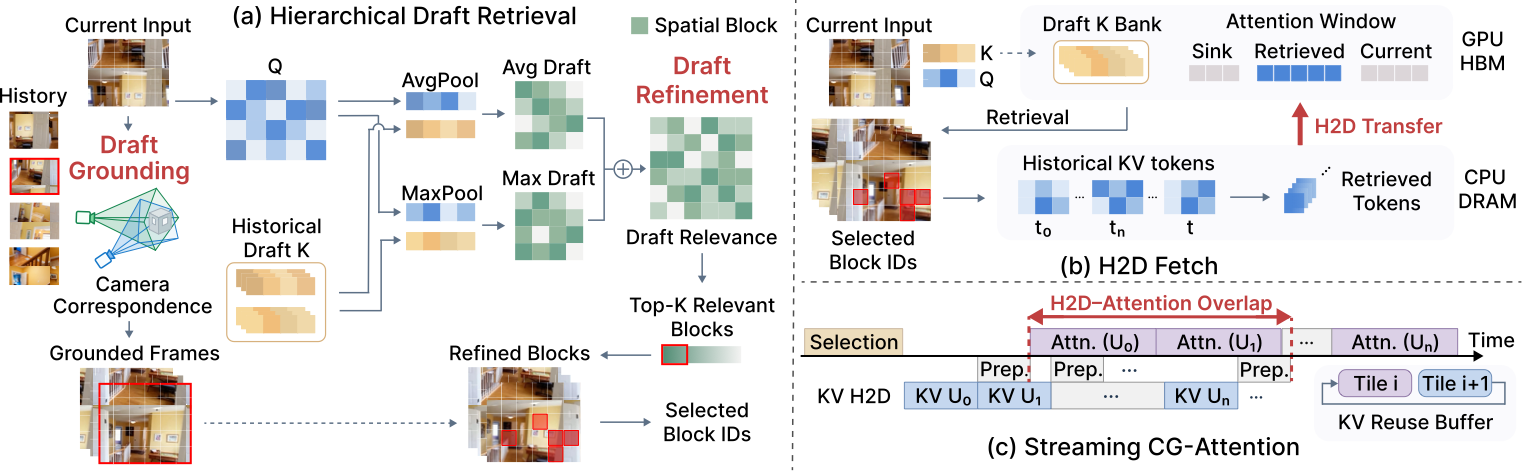 (a) Hierarchical Draft Retrieval
Current Input
Spatial Block
History
Q
AvgPool
Avg Draft
Draft
Refinement
Draft
Grounding
MaxPool
Max Draft
Historical
Draft K
Draft Relevance
Camera
Correspondence
Top-K Relevant
Blocks
Grounded Frames
Refined Blocks
Selected
Block IDs
Current Input
K
Q
Draft K Bank
Attention Window
Sink
Retrieved
Current
GPU
HBM
Retrieval
H2D Transfer
Historical KV tokens
...
...
...
t₀
tₙ
t
Retrieved
Tokens
CPU
DRAM
Selected
Block IDs
(b) H2D Fetch
H2D–Attention Overlap
Selection
Attn. (U₀)
Attn. (U₁)
...
Attn. (Uₙ)
Time
Prep.
Prep.
...
Prep.
KV H2D
KV U₀
KV U₁
...
KV Uₙ
...
Tile i
Tile i+1
KV Reuse Buffer
(c) Streaming CG-Attention